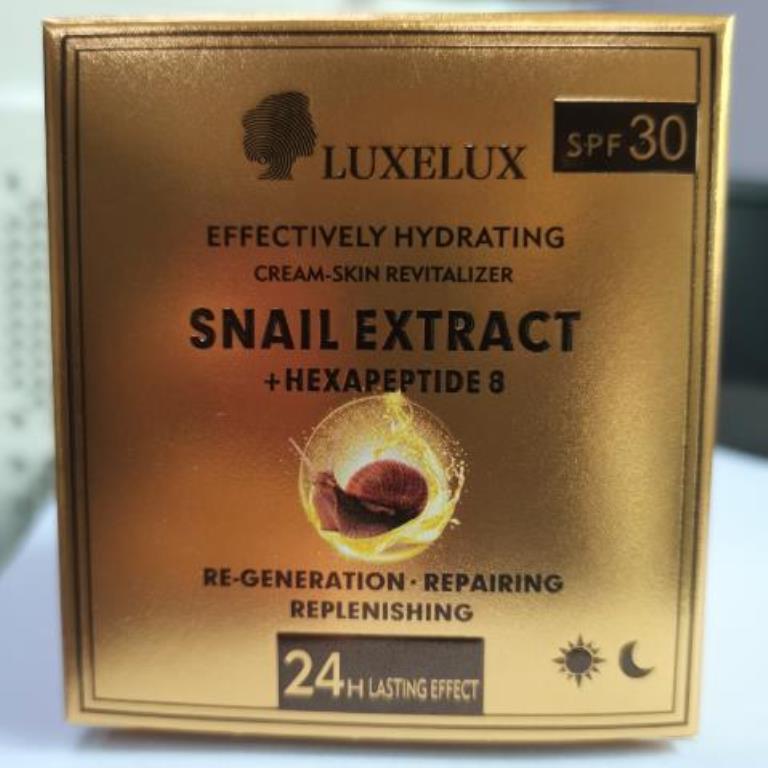 LUXELUX
SPF 30
EFFECTIVELY HYDRATING
CREAM-SKIN REVITALIZER
SNAIL EXTRACT
+HEXAPEPTIDE 8
RE-GENERATION · REPAIRING
REPLENISHING
24H LASTING EFFECT